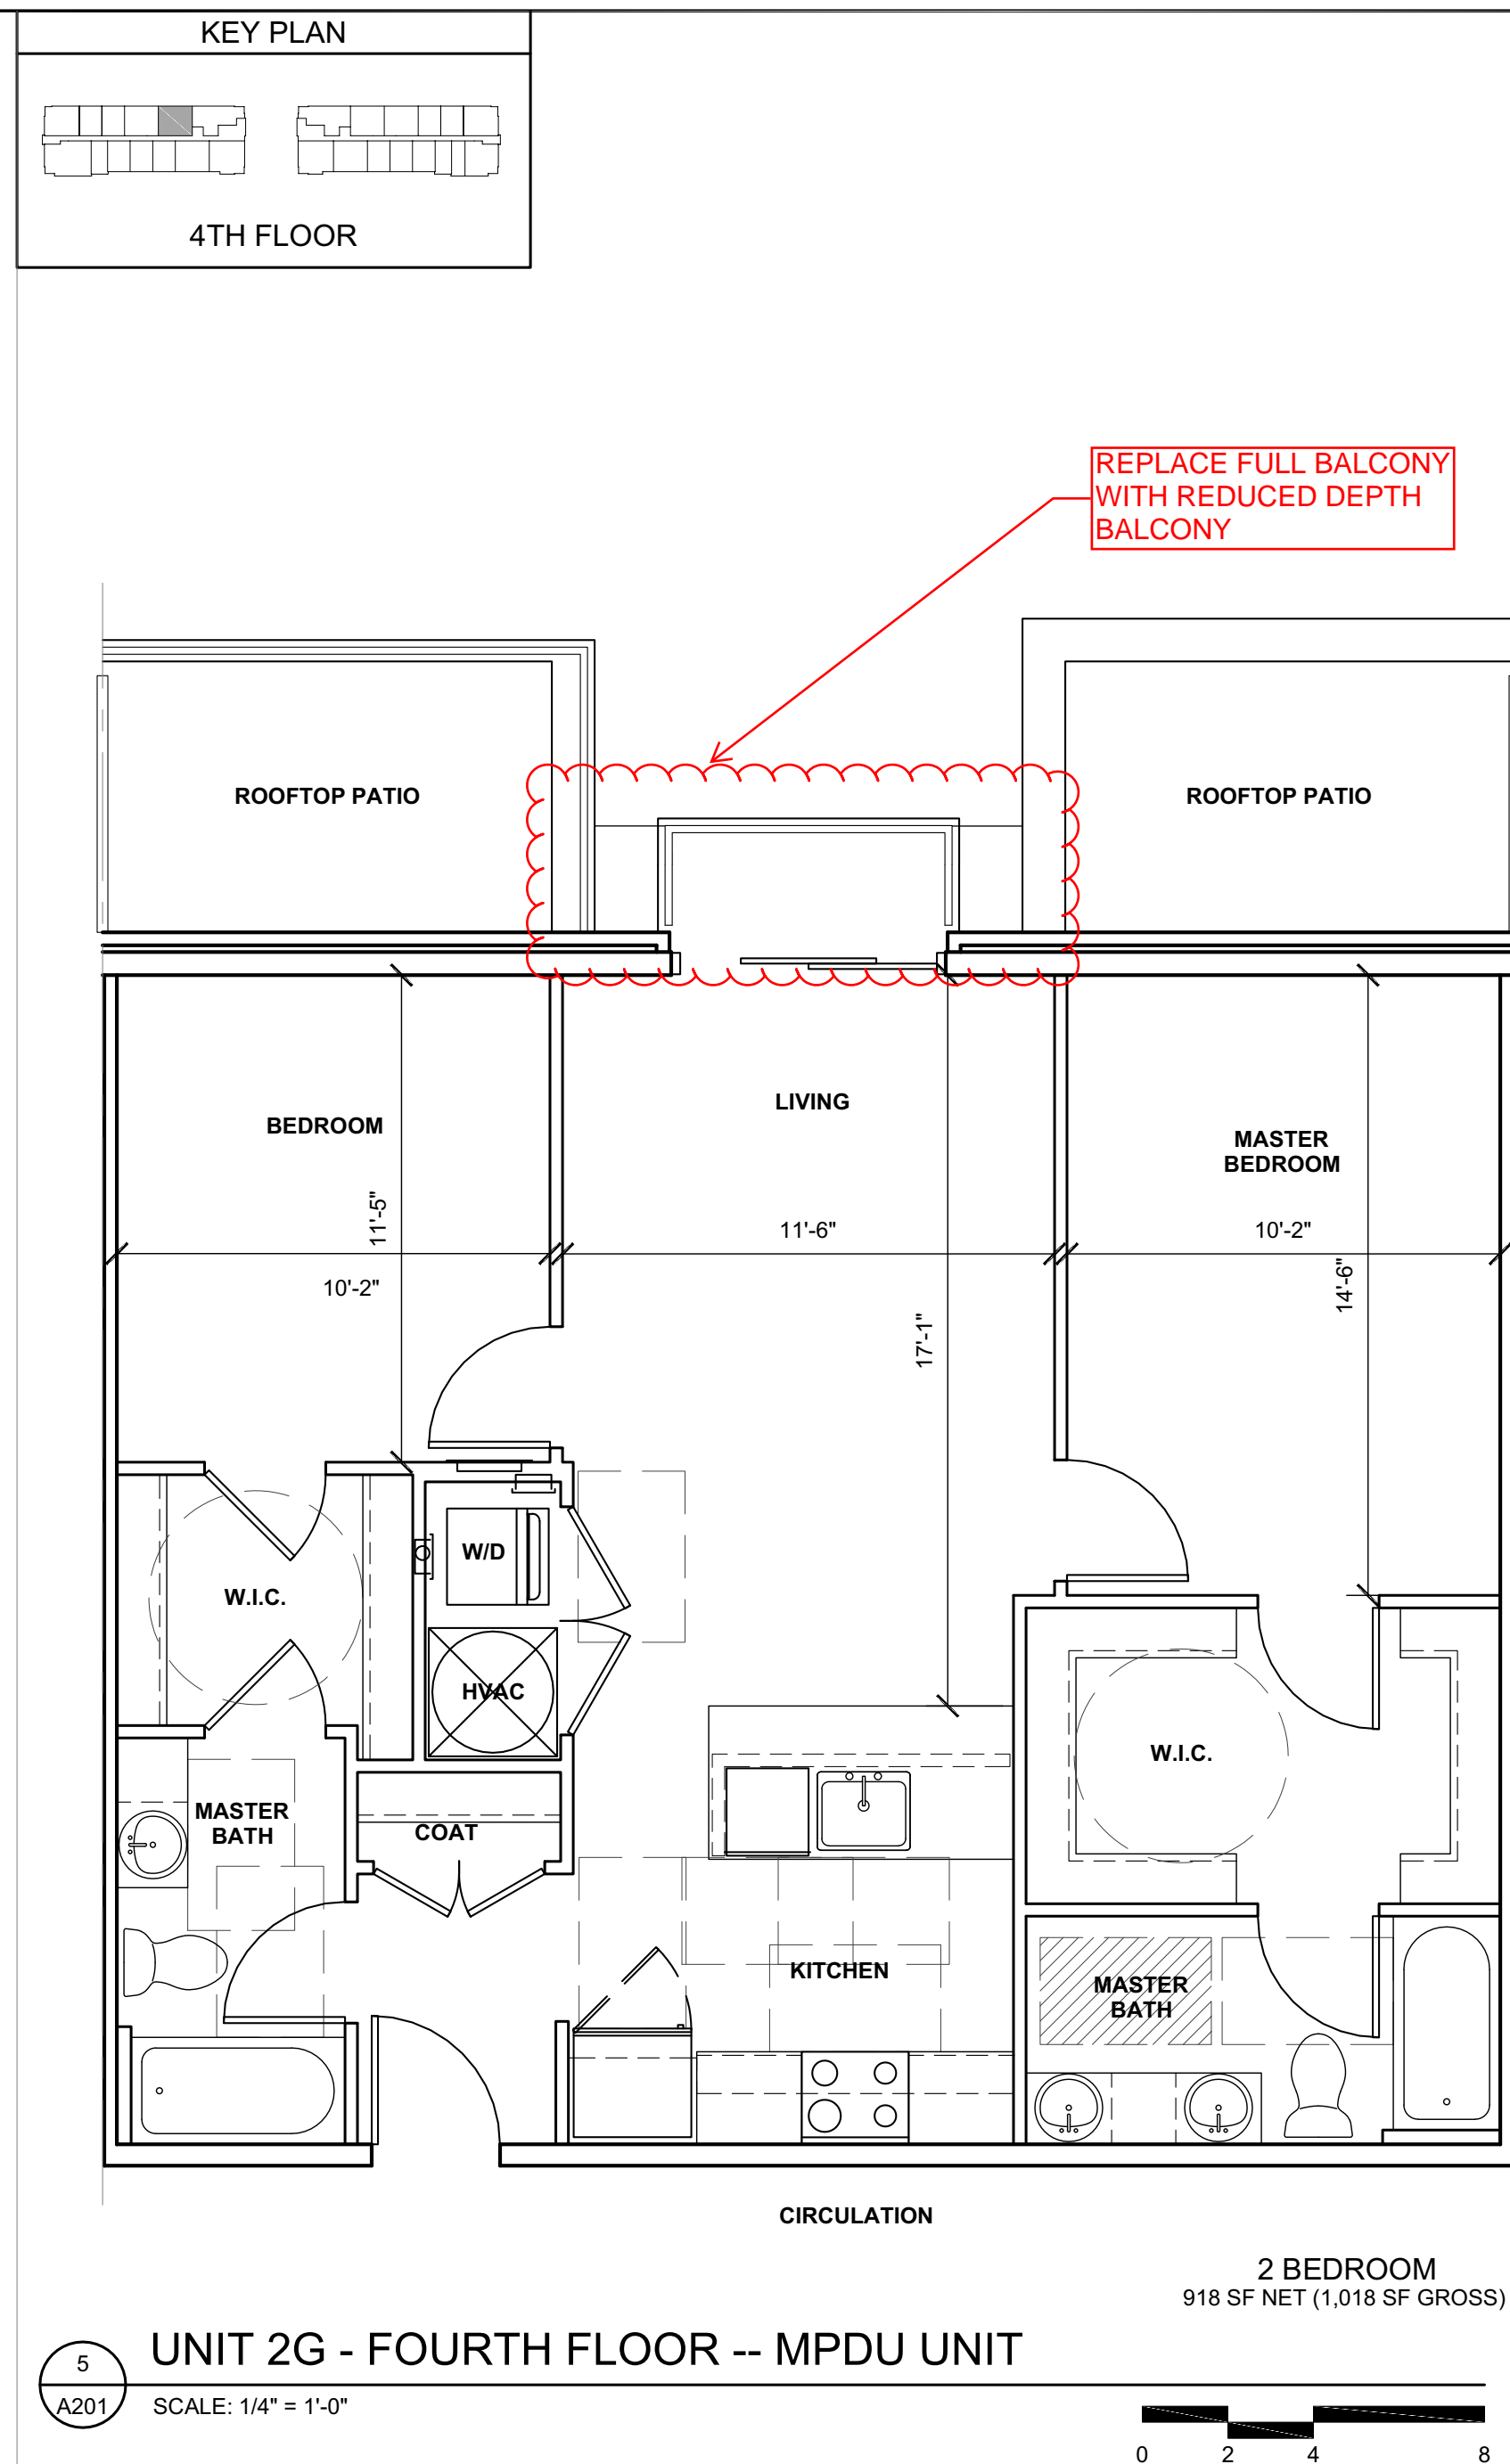 KEY PLAN
4TH FLOOR
REPLACE FULL BALCONY
WITH REDUCED DEPTH
BALCONY
ROOFTOP PATIO
ROOFTOP PATIO
BEDROOM
LIVING
MASTER
BEDROOM
11'-5"
10'-2"
11'-6"
10'-2"
17'-1"
14'-6"
W/D
W.I.C.
HVAC
W.I.C.
MASTER
BATH
COAT
KITCHEN
MASTER
BATH
CIRCULATION
2 BEDROOM
918 SF NET (1,018 SF GROSS)
5
A201
UNIT 2G - FOURTH FLOOR -- MPDU UNIT
SCALE: 1/4" = 1'-0"
0 2 4 8